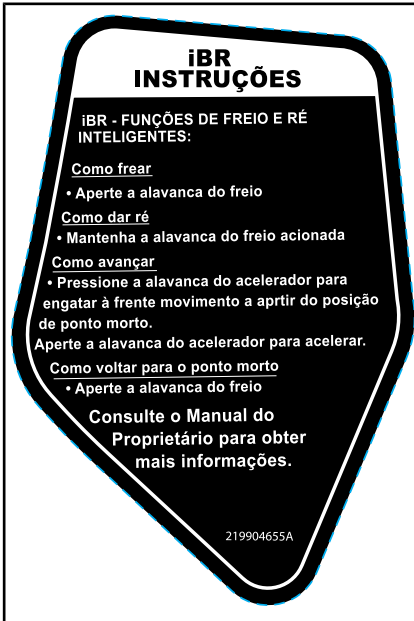 iBR
INSTRUÇÕES
iBR - FUNÇÕES DE FREIO E RÉ
INTELIGENTES:
Como frear
• Aperte a alavanca do freio
Como dar ré
• Mantenha a alavanca do freio acionada
Como avançar
• Pressione a alavanca do acelerador para
engatar à frente movimento a aprtir do posição
de ponto morto.
Aperte a alavanca do acelerador para acelerar.
Como voltar para o ponto morto
• Aperte a alavanca do freio
Consulte o Manual do
Proprietário para obter
mais informações.
219904655A